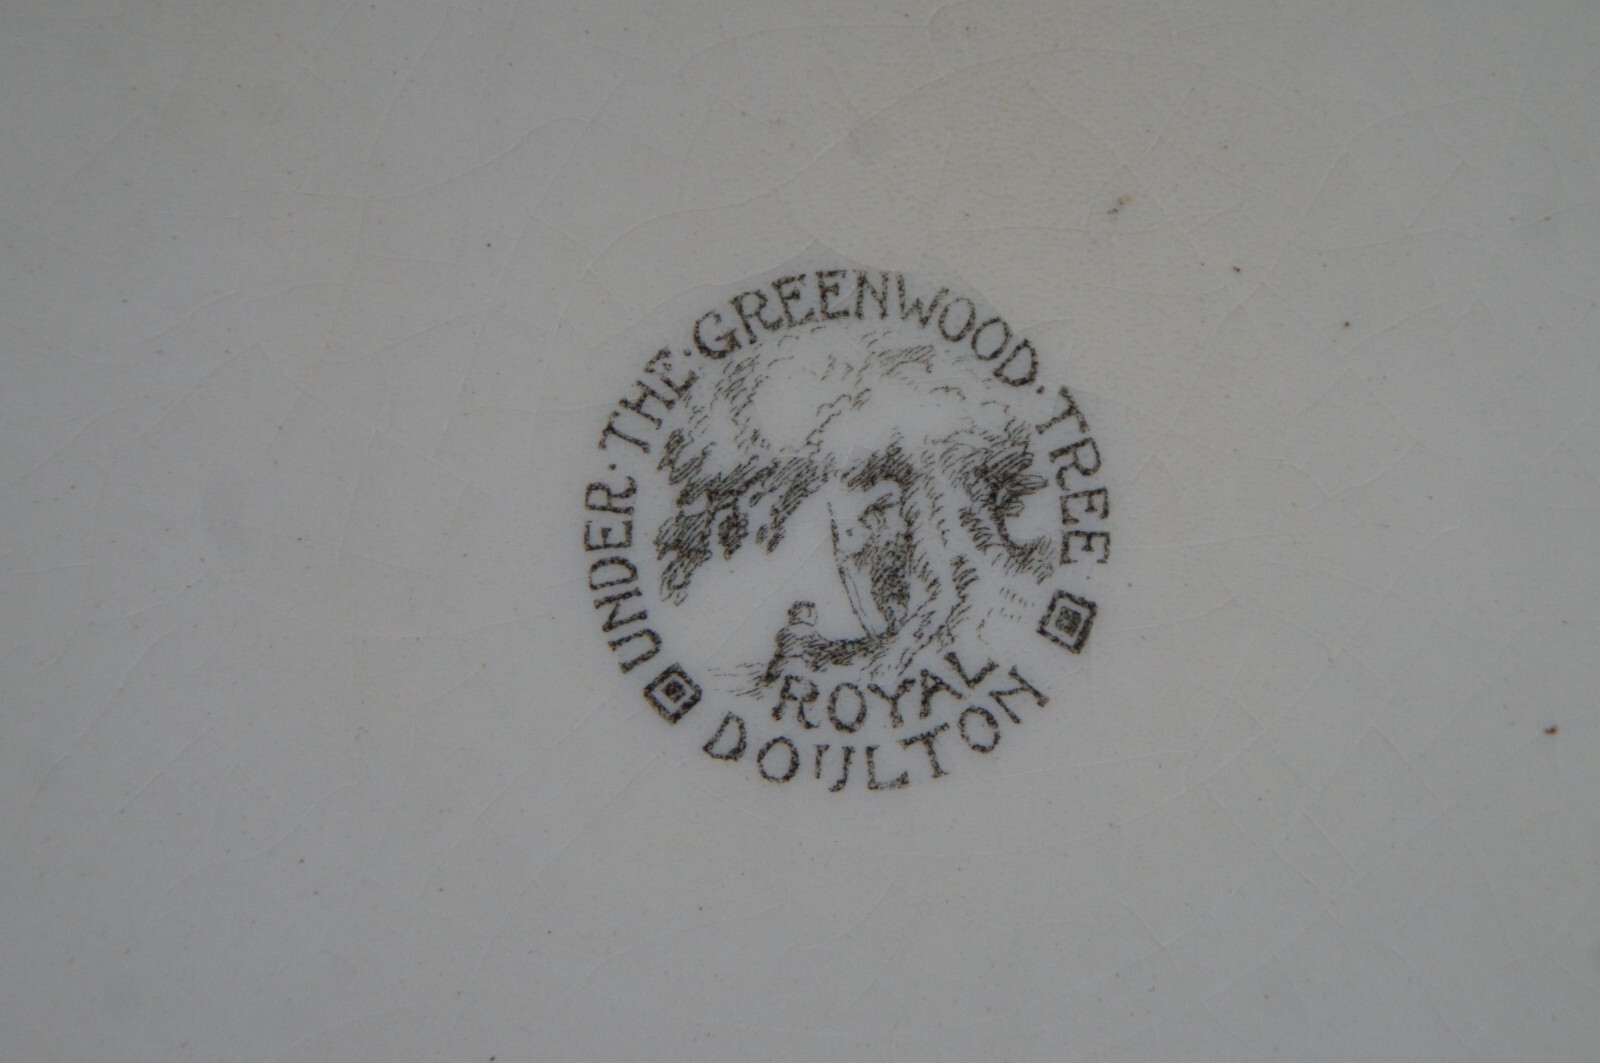 UNDER · THE · GREENWOOD · TREE
ROYAL
DOULTON